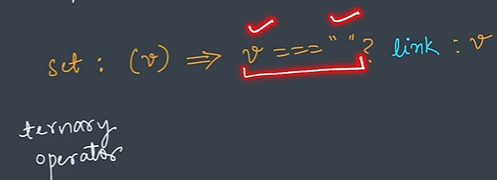 set : (v) => v === " " ? link : v
ternary
operator